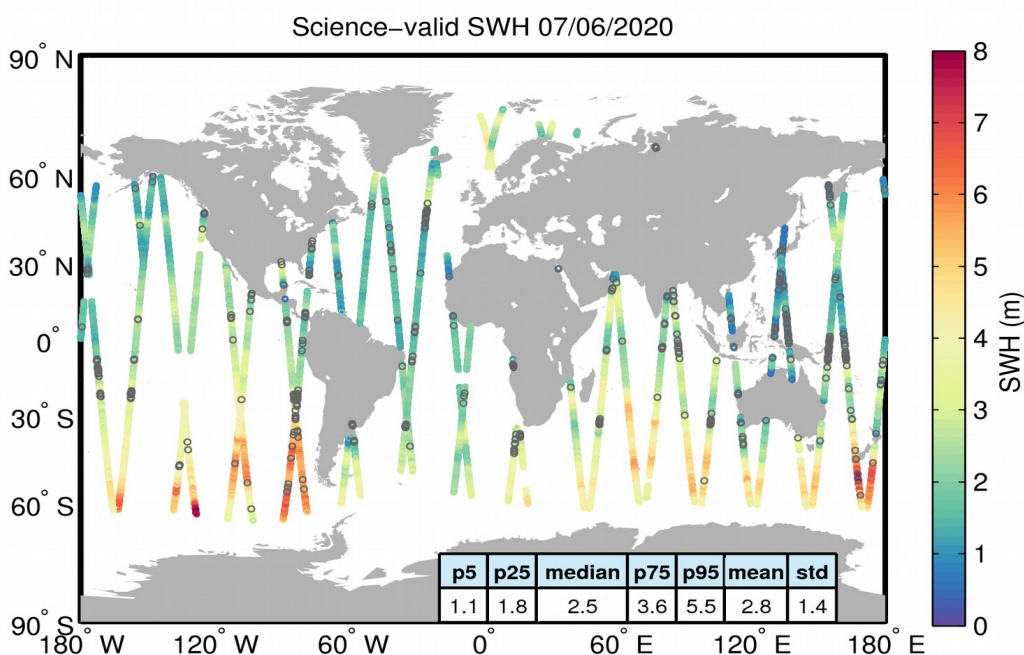 Science−valid SWH 07/06/2020
90° N
60° N
30° N
0°
30° S
60° S
90° S
180° W
120° W
60° W
0°
60° E
120° E
180° E
p5 p25 median p75 p95 mean std
1.1 1.8 2.5 3.6 5.5 2.8 1.4
8
7
6
5
4
3
2
1
0
SWH (m)